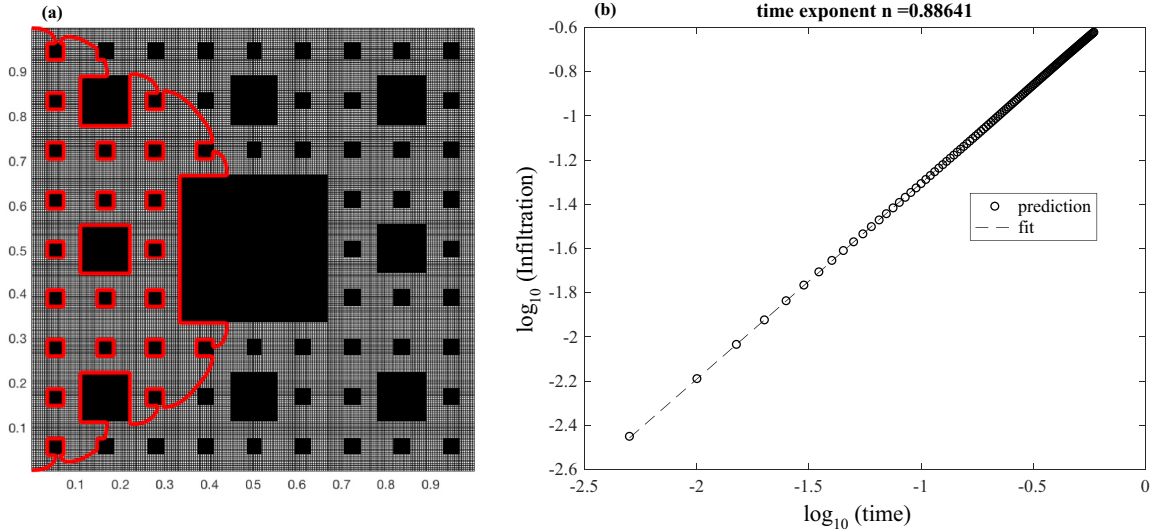 (a)
0.9
0.8
0.7
0.6
0.5
0.4
0.3
0.2
0.1
0.1 0.2 0.3 0.4 0.5 0.6 0.7 0.8 0.9
(b)
time exponent n =0.88641
-0.6
-0.8
-1
-1.2
-1.4
-1.6
-1.8
-2
-2.2
-2.4
-2.6
log10 (Infiltration)
prediction
fit
-2.5 -2 -1.5 -1 -0.5 0
log10 (time)